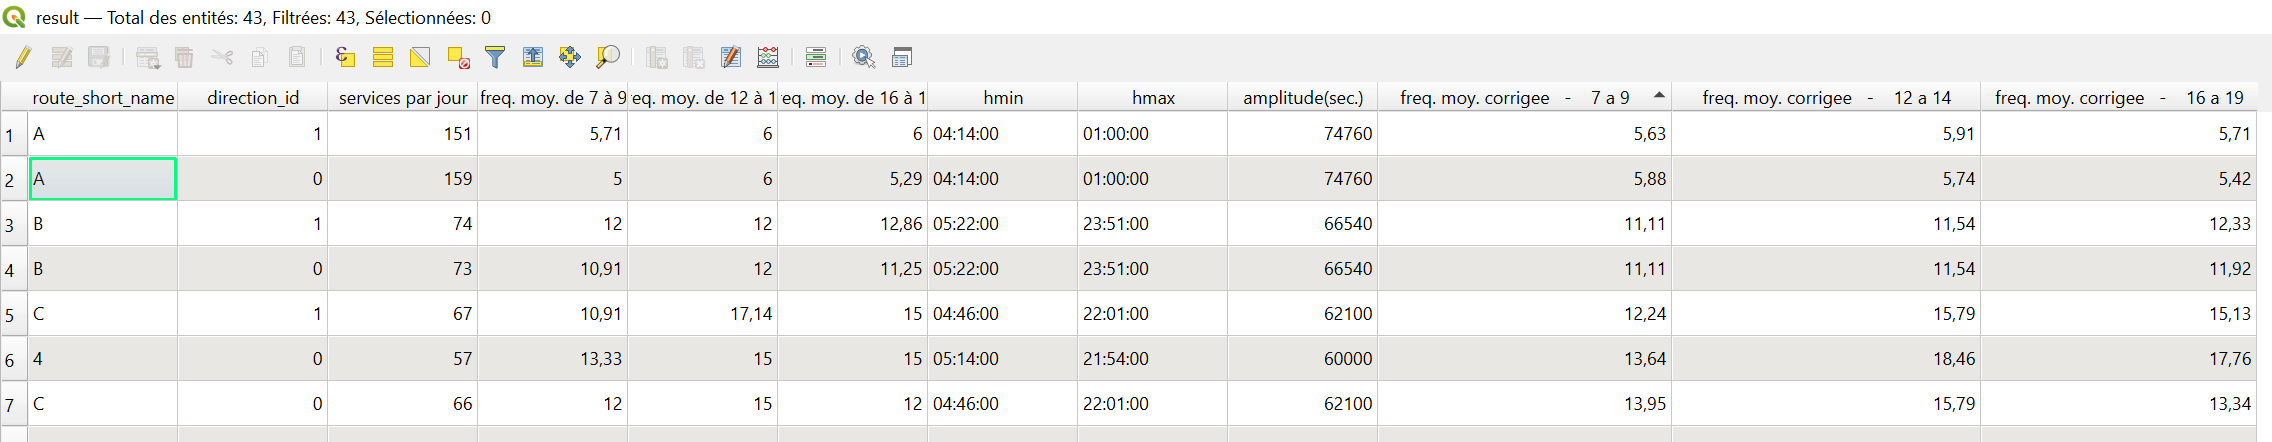 result — Total des entités: 43, Filtrées: 43, Sélectionnées: 0
route_short_name direction_id services par jour freq. moy. de 7 à 9 req. moy. de 12 à 1 req. moy. de 16 à 1 hmin hmax amplitude(sec.) freq. moy. corrigee - 7 a 9 freq. moy. corrigee - 12 a 14 freq. moy. corrigee - 16 a 19
1 A 1 151 5,71 6 6 04:14:00 01:00:00 74760 5,63 5,91 5,71
2 A 0 159 5 6 5,29 04:14:00 01:00:00 74760 5,88 5,74 5,42
3 B 1 74 12 12 12,86 05:22:00 23:51:00 66540 11,11 11,54 12,33
4 B 0 73 10,91 12 11,25 05:22:00 23:51:00 66540 11,11 11,54 11,92
5 C 1 67 10,91 17,14 15 04:46:00 22:01:00 62100 12,24 15,79 15,13
6 4 0 57 13,33 15 15 05:14:00 21:54:00 60000 13,64 18,46 17,76
7 C 0 66 12 15 12 04:46:00 22:01:00 62100 13,95 15,79 13,34